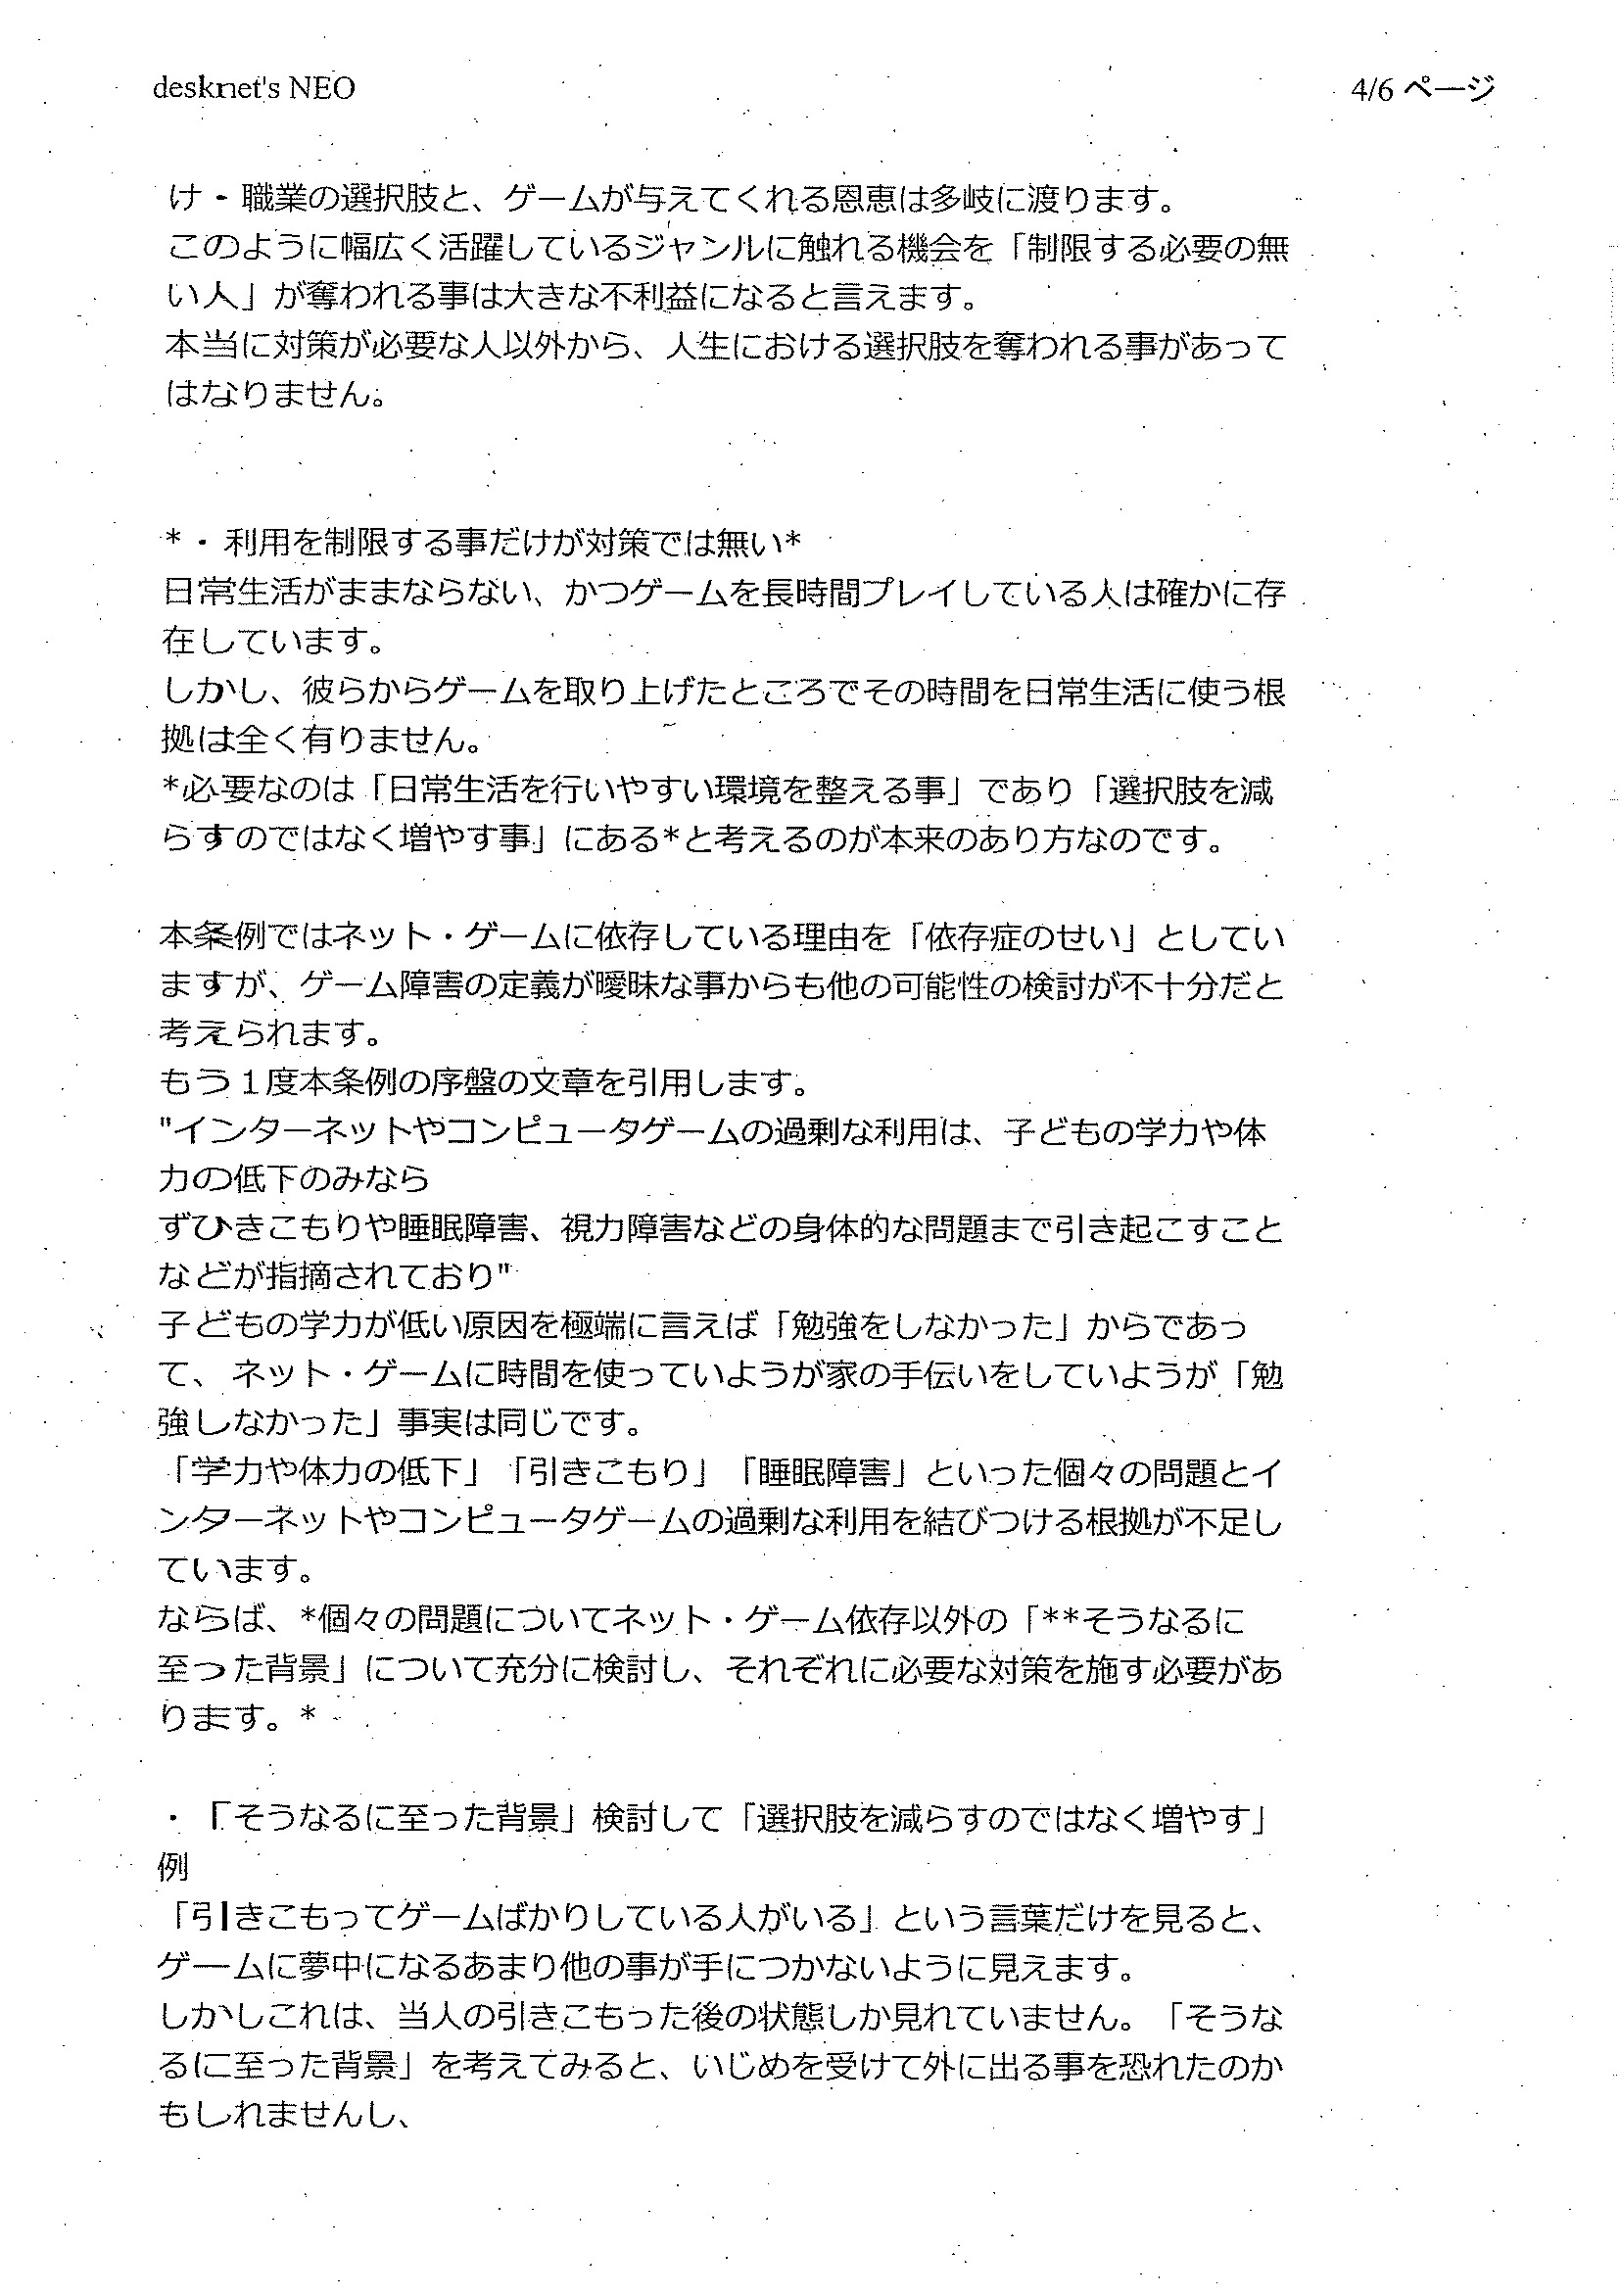 desknet's NEO
4/6 ページ
け・職業の選択肢と、ゲームが与えてくれる恩恵は多岐に渡ります。
このように幅広く活躍しているジャンルに触れる機会を「制限する必要の無
い人」が奪われる事は大きな不利益になると言えます。
本当に対策が必要な人以外から、人生における選択肢を奪われる事があって
はなりません。
*・利用を制限する事だけが対策では無い*
日常生活がままならない、かつゲームを長時間プレイしている人は確かに存
在しています。
しかし、彼らからゲームを取り上げたところでその時間を日常生活に使う根
拠は全く有りません。
*必要なのは「日常生活を行いやすい環境を整える事」であり「選択肢を減
らすのではなく増やす事」にある*と考えるのが本来のあり方なのです。
本条例ではネット・ゲームに依存している理由を「依存症のせい」としてい
ますが、ゲーム障害の定義が曖昧な事からも他の可能性の検討が不十分だと
考えられます。
もう１度本条例の序盤の文章を引用します。
"インターネットやコンピュータゲームの過剰な利用は、子どもの学力や体
力の低下のみなら
ずひきこもりや睡眠障害、視力障害などの身体的な問題まで引き起こすこと
などが指摘されており"
子どもの学力が低い原因を極端に言えば「勉強をしなかった」からであっ
て、ネット・ゲームに時間を使っていようが家の手伝いをしていようが「勉
強しなかった」事実は同じです。
「学力や体力の低下」「引きこもり」「睡眠障害」といった個々の問題とイ
ンターネットやコンピュータゲームの過剰な利用を結びつける根拠が不足し
ています。
ならば、*個々の問題についてネット・ゲーム依存以外の「**そうなるに
至った背景」について充分に検討し、それぞれに必要な対策を施す必要があ
ります。*
・「そうなるに至った背景」検討して「選択肢を減らすのではなく増やす」
例
「引きこもってゲームばかりしている人がいる」という言葉だけを見ると、
ゲームに夢中になるあまり他の事が手につかないように見えます。
しかしこれは、当人の引きこもった後の状態しか見れていません。「そうな
るに至った背景」を考えてみると、いじめを受けて外に出る事を恐れたのか
もしれませんし、